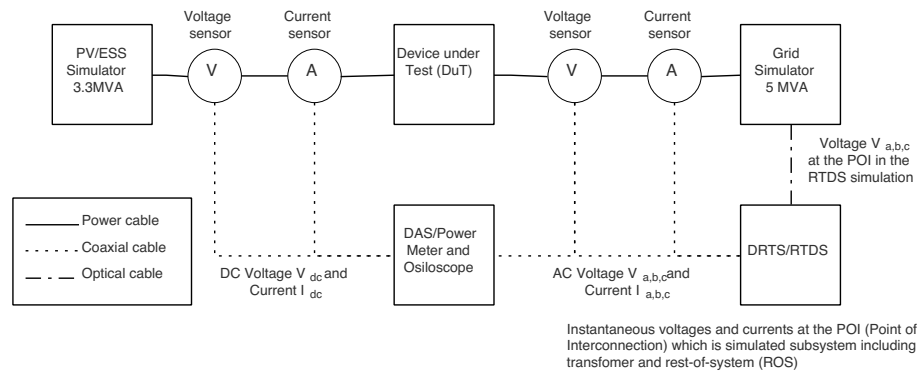 Voltage
sensor
Current
sensor
Voltage
sensor
Current
sensor
PV/ESS
Simulator
3.3MVA
V
A
Device under
Test (DuT)
V
A
Grid
Simulator
5 MVA
Voltage V a,b,c
at the POI in the
RTDS simulation
Power cable
Coaxial cable
Optical cable
DAS/Power
Meter and
Osiloscope
DRTS/RTDS
DC Voltage V dc and
Current I dc
AC Voltage V a,b,c and
Current I a,b,c
Instantaneous voltages and currents at the POI (Point of
Interconnection) which is simulated subsystem including
transfomer and rest-of-system (ROS)